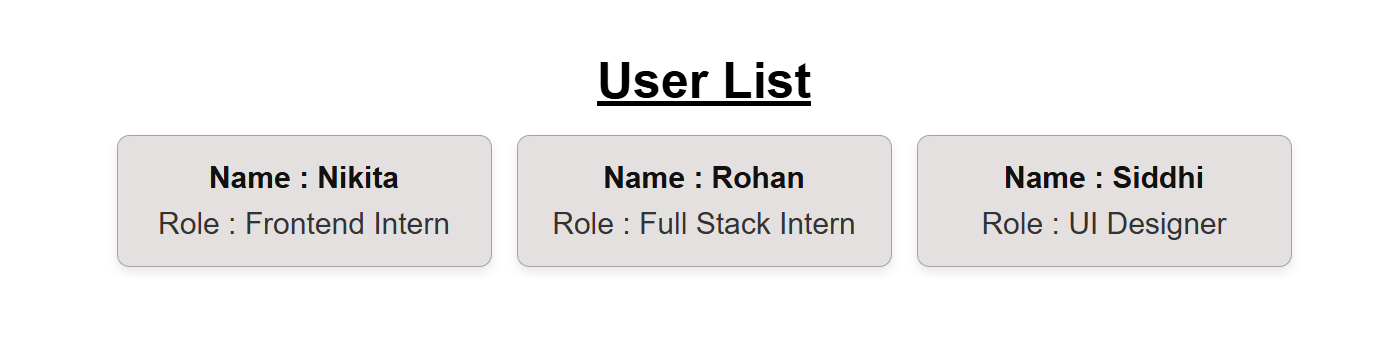 User List
Name : Nikita
Role : Frontend Intern
Name : Rohan
Role : Full Stack Intern
Name : Siddhi
Role : UI Designer